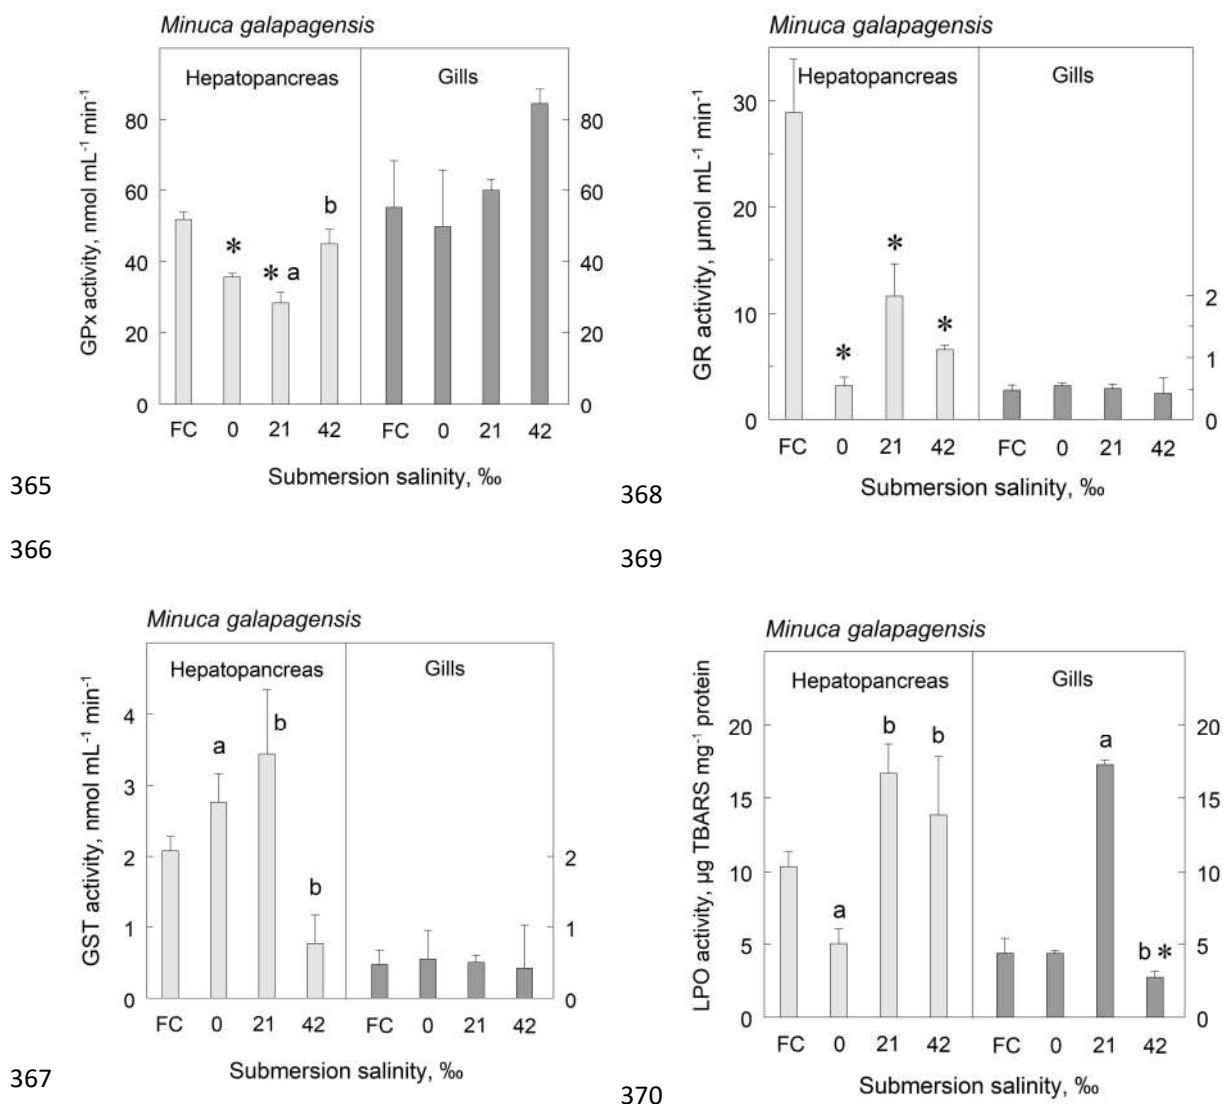 Minuca galapagensis
Hepatopancreas
Gills
GPx activity, nmol mL⁻¹ min⁻¹
80
60
40
20
0
80
60
40
20
0
*
* a
b
FC 0 21 42 FC 0 21 42
Submersion salinity, ‰
365
366
Minuca galapagensis
Hepatopancreas
Gills
GR activity, µmol mL⁻¹ min⁻¹
30
20
10
0
2
1
0
*
*
*
FC 0 21 42 FC 0 21 42
Submersion salinity, ‰
368
369
Minuca galapagensis
Hepatopancreas
Gills
GST activity, nmol mL⁻¹ min⁻¹
4
3
2
1
0
2
1
0
a
b
b
FC 0 21 42 FC 0 21 42
Submersion salinity, ‰
367
Minuca galapagensis
Hepatopancreas
Gills
LPO activity, µg TBARS mg⁻¹ protein
20
15
10
5
0
20
15
10
5
0
a
b
b
a
b *
FC 0 21 42 FC 0 21 42
Submersion salinity, ‰
370